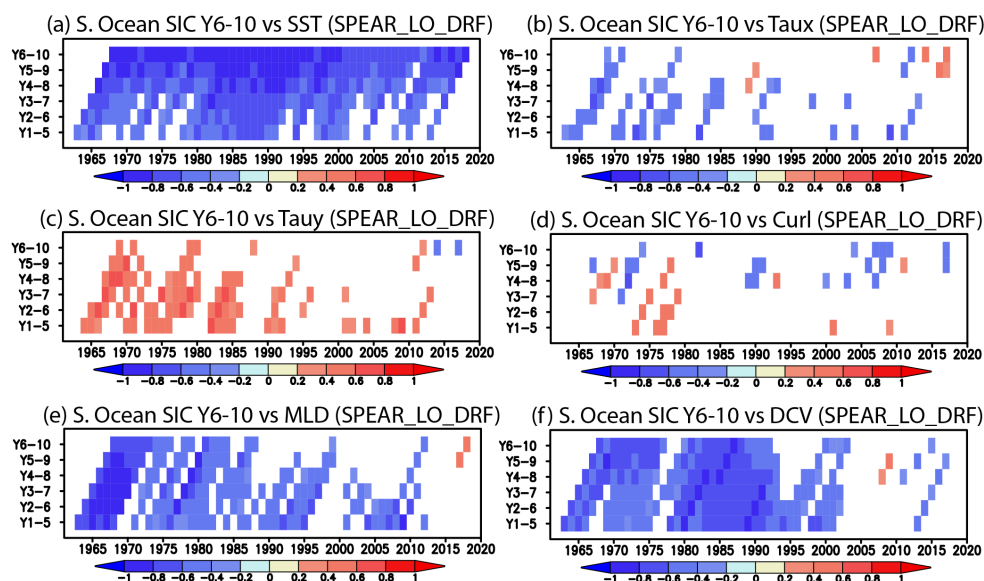 (a) S. Ocean SIC Y6-10 vs SST (SPEAR_LO_DRF)
Y6-10
Y5-9
Y4-8
Y3-7
Y2-6
Y1-5
1965 1970 1975 1980 1985 1990 1995 2000 2005 2010 2015 2020
-1 -0.8 -0.6 -0.4 -0.2 0 0.2 0.4 0.6 0.8 1
(b) S. Ocean SIC Y6-10 vs Taux (SPEAR_LO_DRF)
Y6-10
Y5-9
Y4-8
Y3-7
Y2-6
Y1-5
1965 1970 1975 1980 1985 1990 1995 2000 2005 2010 2015 2020
-1 -0.8 -0.6 -0.4 -0.2 0 0.2 0.4 0.6 0.8 1
(c) S. Ocean SIC Y6-10 vs Tauy (SPEAR_LO_DRF)
Y6-10
Y5-9
Y4-8
Y3-7
Y2-6
Y1-5
1965 1970 1975 1980 1985 1990 1995 2000 2005 2010 2015 2020
-1 -0.8 -0.6 -0.4 -0.2 0 0.2 0.4 0.6 0.8 1
(d) S. Ocean SIC Y6-10 vs Curl (SPEAR_LO_DRF)
Y6-10
Y5-9
Y4-8
Y3-7
Y2-6
Y1-5
1965 1970 1975 1980 1985 1990 1995 2000 2005 2010 2015 2020
-1 -0.8 -0.6 -0.4 -0.2 0 0.2 0.4 0.6 0.8 1
(e) S. Ocean SIC Y6-10 vs MLD (SPEAR_LO_DRF)
Y6-10
Y5-9
Y4-8
Y3-7
Y2-6
Y1-5
1965 1970 1975 1980 1985 1990 1995 2000 2005 2010 2015 2020
-1 -0.8 -0.6 -0.4 -0.2 0 0.2 0.4 0.6 0.8 1
(f) S. Ocean SIC Y6-10 vs DCV (SPEAR_LO_DRF)
Y6-10
Y5-9
Y4-8
Y3-7
Y2-6
Y1-5
1965 1970 1975 1980 1985 1990 1995 2000 2005 2010 2015 2020
-1 -0.8 -0.6 -0.4 -0.2 0 0.2 0.4 0.6 0.8 1